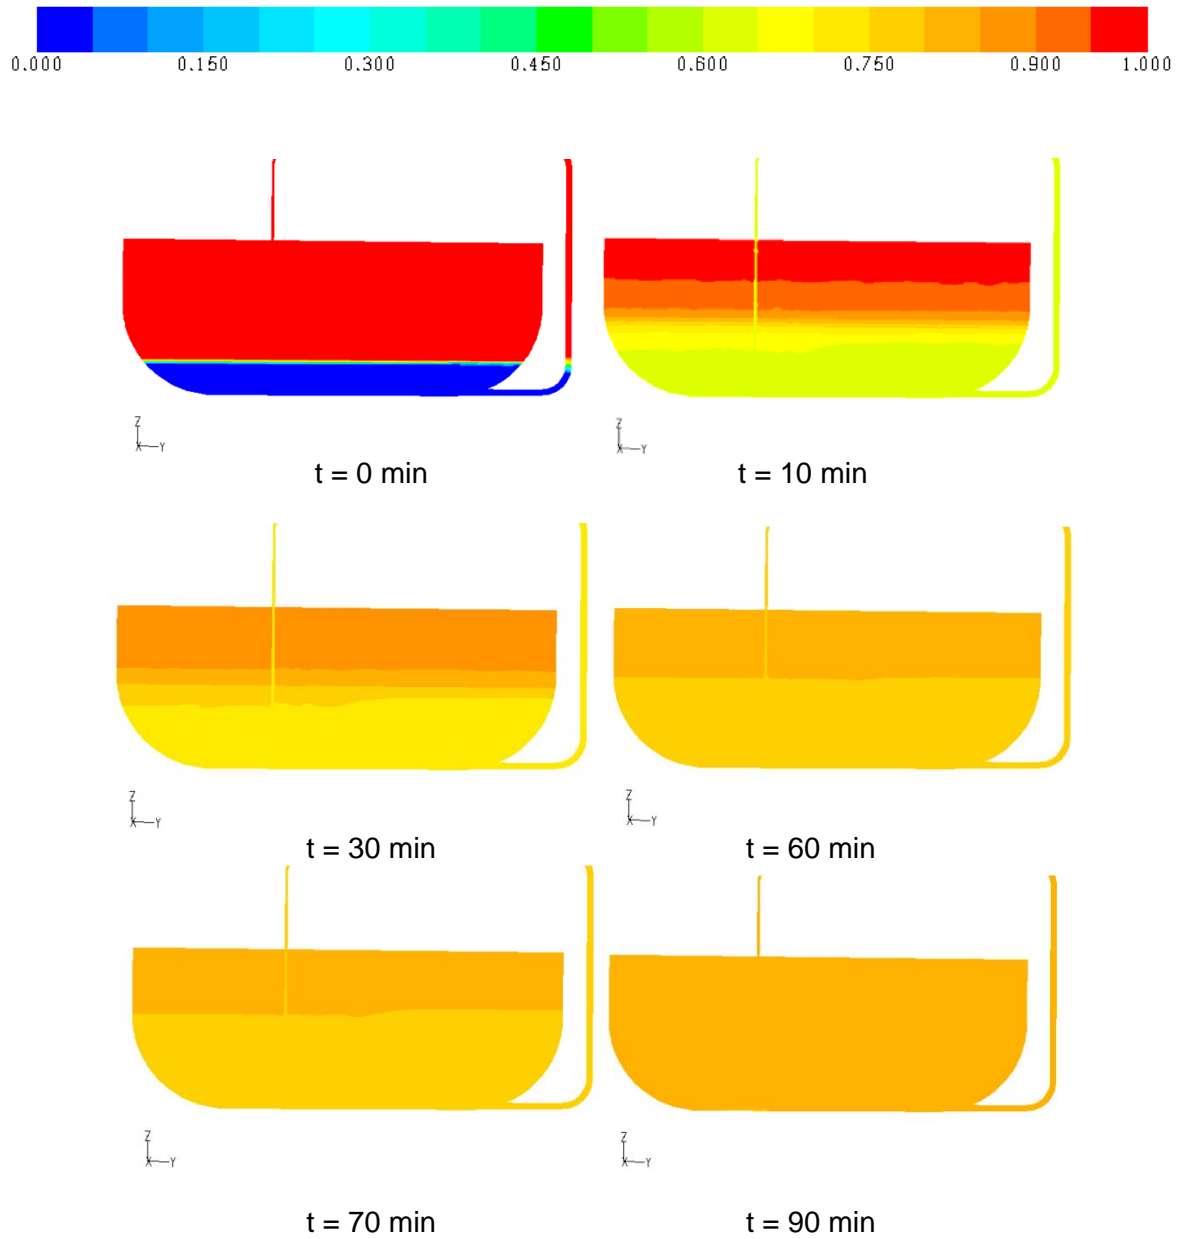 0.000 0.150 0.300 0.450 0.600 0.750 0.900 1.000
Z
X Y
Z
X Y
t = 0 min t = 10 min
Z
X Y
Z
X Y
t = 30 min t = 60 min
Z
X Y
Z
X Y
t = 70 min t = 90 min